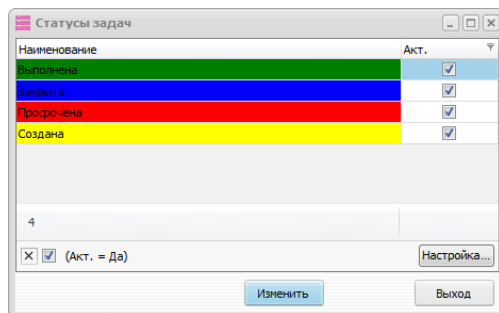 Статусы задач
Наименование Акт.
Выполнена
Закрыта
Просрочена
Создана
4
(Акт. = Да) Настройка...
Изменить Выход